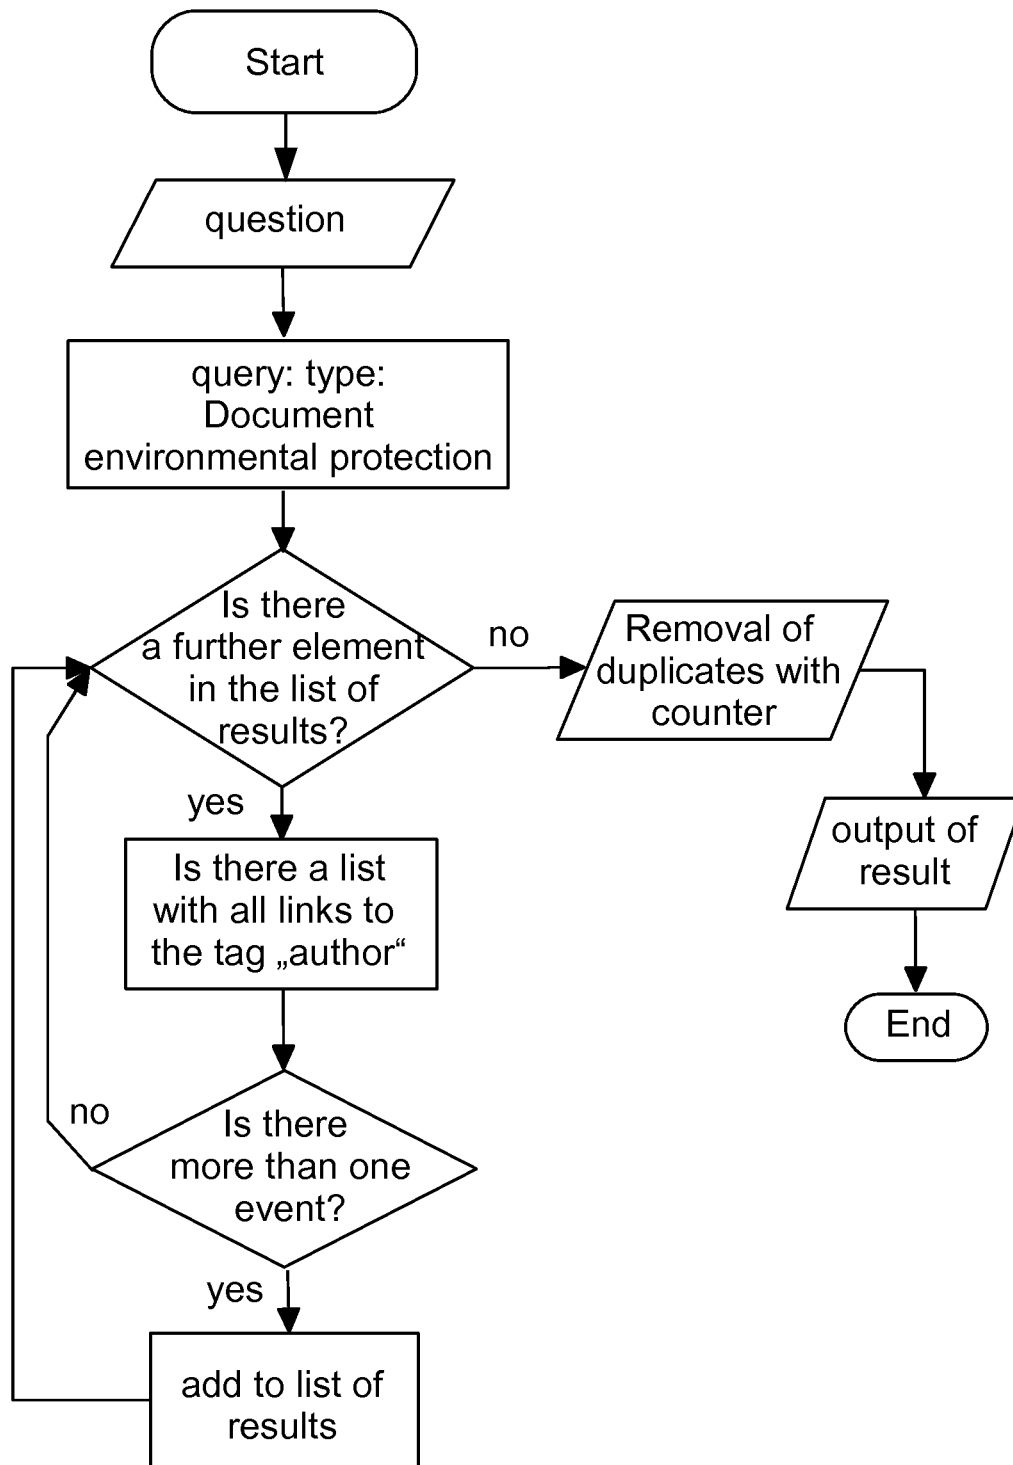 Start
question
query: type:
Document
environmental protection
Is there
a further element
in the list of
results?
no
Removal of
duplicates with
counter
yes
output of
result
Is there a list
with all links to
the tag „author“
End
no
Is there
more than one
event?
yes
add to list of
results